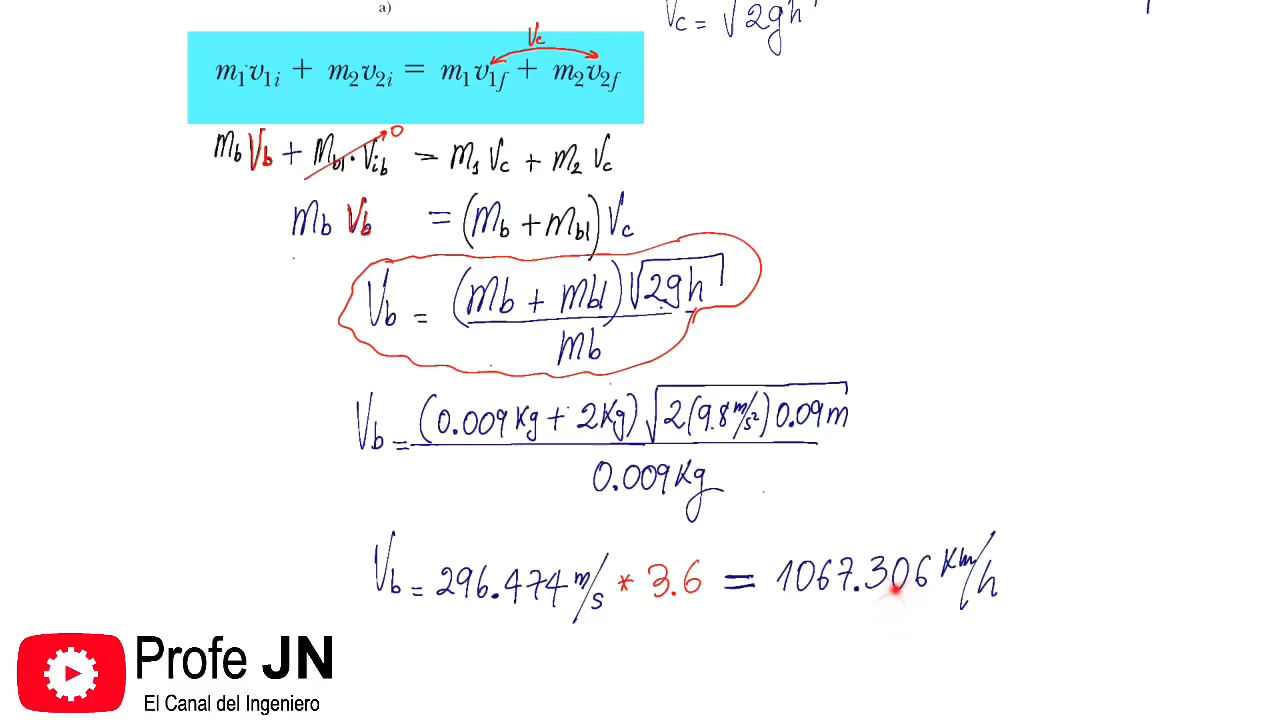 a)
Vc = √2gh
Vc
m₁v₁ᵢ + m₂v₂ᵢ = m₁v₁f + m₂v₂f
mb Vb + mbl · Vib 0 = m₁ Vc + m₂ Vc
mb Vb = (mb + mbl) Vc
Vb = (mb + mbl) √2gh / mb
Vb = (0.009 Kg + 2Kg) √2(9.8 m/s²) 0.09m / 0.009 Kg
Vb = 296.474 m/s * 3.6 = 1067.306 Km/h
Profe JN
El Canal del Ingeniero